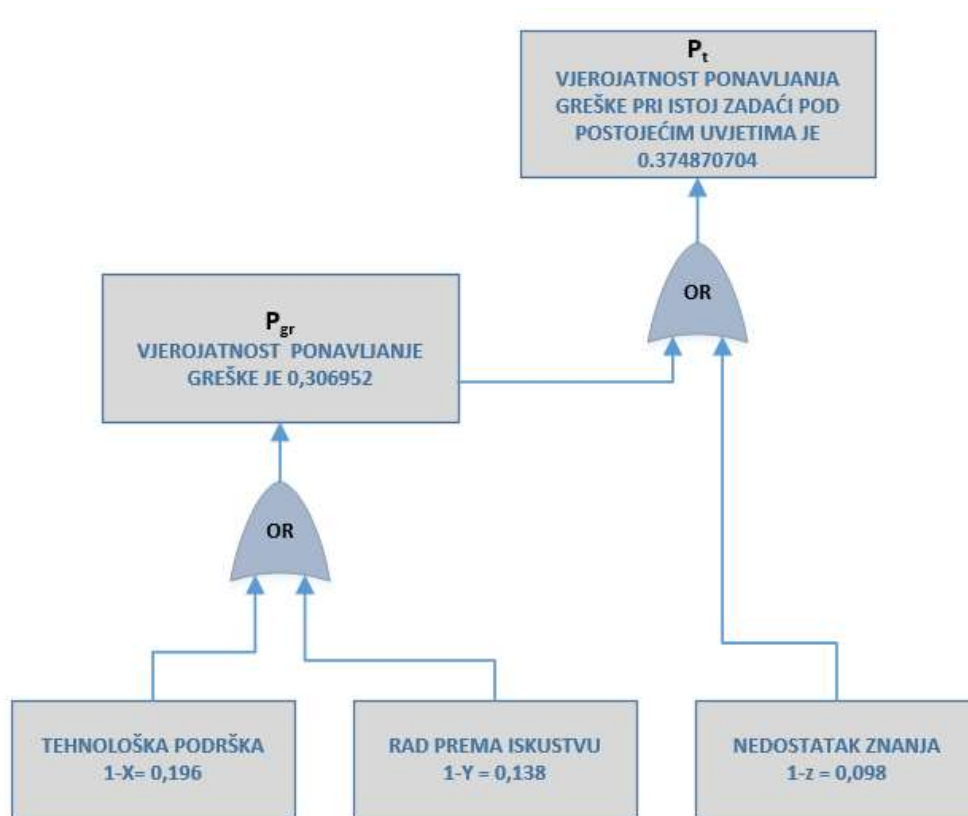 P_t
VJEROJATNOST PONAVLJANJA
GREŠKE PRI ISTOJ ZADAĆI POD
POSTOJEĆIM UVJETIMA JE
0.374870704
OR
P_gr
VJEROJATNOST PONAVLJANJE
GREŠKE JE 0,306952
OR
TEHNOLOŠKA PODRŠKA
1-X= 0,196
RAD PREMA ISKUSTVU
1-Y = 0,138
NEDOSTATAK ZNANJA
1-z = 0,098